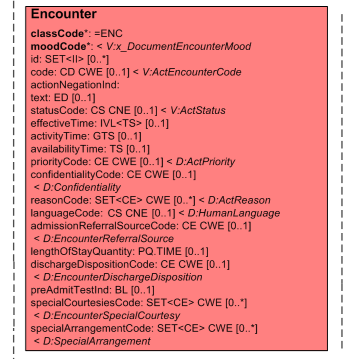 Encounter
classCode*: =ENC
moodCode*: < V:x_DocumentEncounterMood
id: SET<II> [0..*]
code: CD CWE [0..1] < V:ActEncounterCode
actionNegationInd:
text: ED [0..1]
statusCode: CS CNE [0..1] < V:ActStatus
effectiveTime: IVL<TS> [0..1]
activityTime: GTS [0..1]
availabilityTime: TS [0..1]
priorityCode: CE CWE [0..1] < D:ActPriority
confidentialityCode: CE CWE [0..1]
< D:Confidentiality
reasonCode: SET<CE> CWE [0..*] < D:ActReason
languageCode: CS CNE [0..1] < D:HumanLanguage
admissionReferralSourceCode: CE CWE [0..1]
< D:EncounterReferralSource
lengthOfStayQuantity: PQ.TIME [0..1]
dischargeDispositionCode: CE CWE [0..1]
< D:EncounterDischargeDisposition
preAdmitTestInd: BL [0..1]
specialCourtesiesCode: SET<CE> CWE [0..*]
< D:EncounterSpecialCourtesy
specialArrangementCode: SET<CE> CWE [0..*]
< D:SpecialArrangement